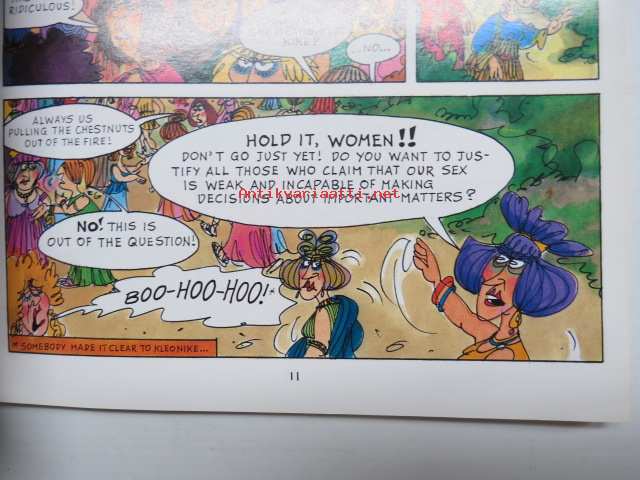 RIDICULOUS!
...NO...
ALWAYS US
PULLING THE CHESTNUTS
OUT OF THE FIRE!
HOLD IT, WOMEN!!
DON'T GO JUST YET! DO YOU WANT TO JUS-
TIFY ALL THOSE WHO CLAIM THAT OUR SEX
IS WEAK AND INCAPABLE OF MAKING
DECISIONS ABOUT IMPORTANT MATTERS?
antikvariaatti.net
NO! THIS IS
OUT OF THE QUESTION!
BOO-HOO-HOO!*
* SOMEBODY MADE IT CLEAR TO KLEONIKE...
11